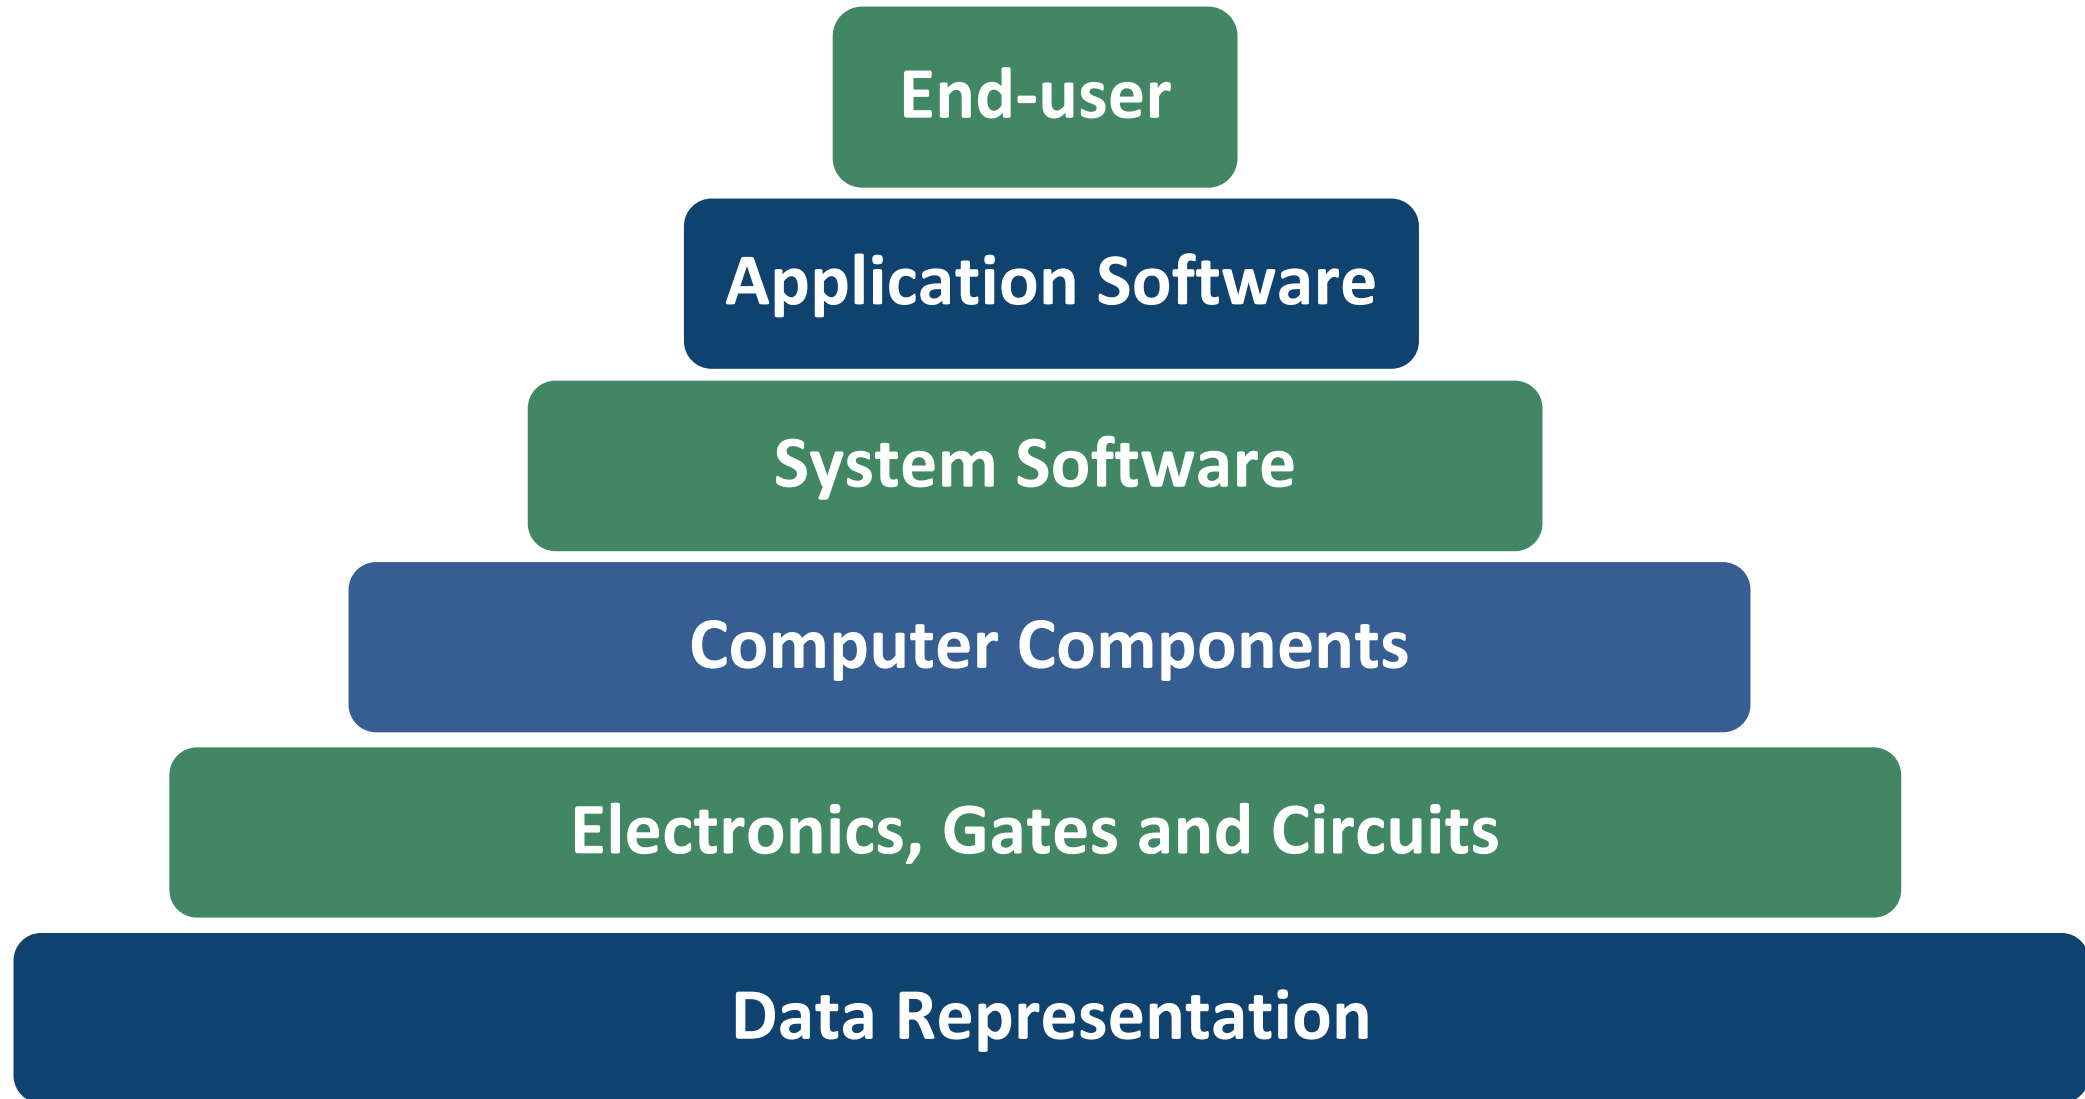 End-user
Application Software
System Software
Computer Components
Electronics, Gates and Circuits
Data Representation